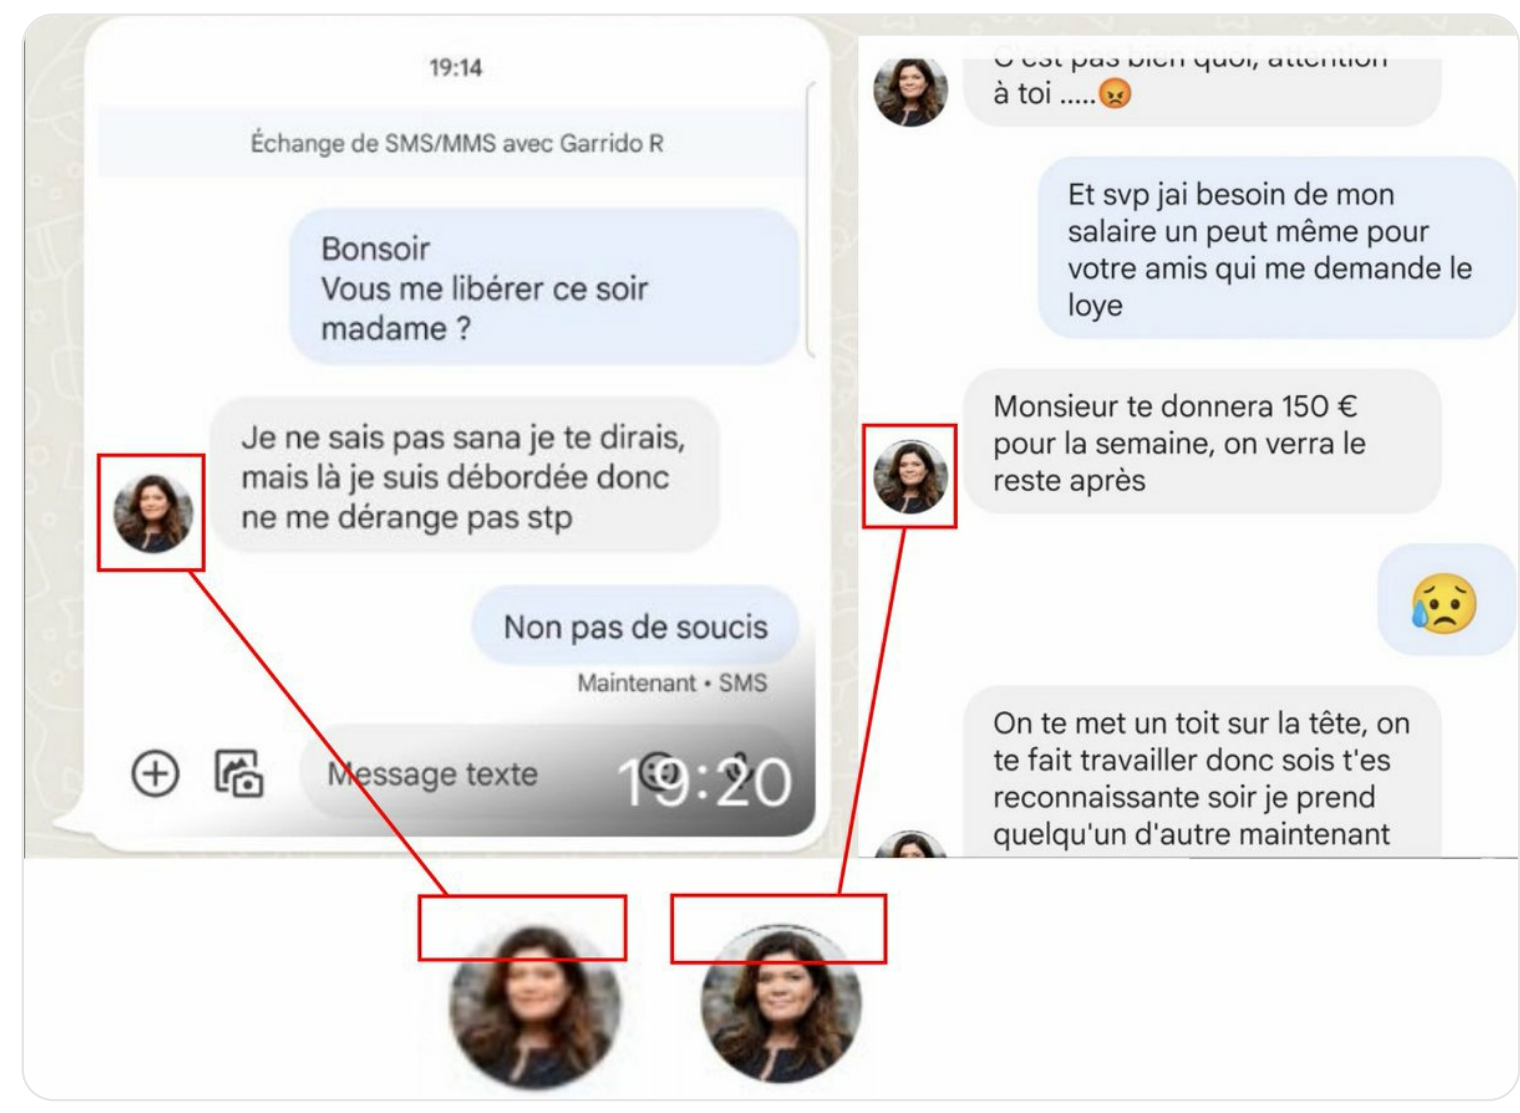 19:14
Échange de SMS/MMS avec Garrido R
Bonsoir
Vous me libérer ce soir
madame ?
Je ne sais pas sana je te dirais,
mais là je suis débordée donc
ne me dérange pas stp
Non pas de soucis
Maintenant • SMS
Message texte
19:20
C'est pas bien quoi, attention
à toi .....😡
Et svp jai besoin de mon
salaire un peut même pour
votre amis qui me demande le
loye
Monsieur te donnera 150 €
pour la semaine, on verra le
reste après
😥
On te met un toit sur la tête, on
te fait travailler donc sois t'es
reconnaissante soir je prend
quelqu'un d'autre maintenant